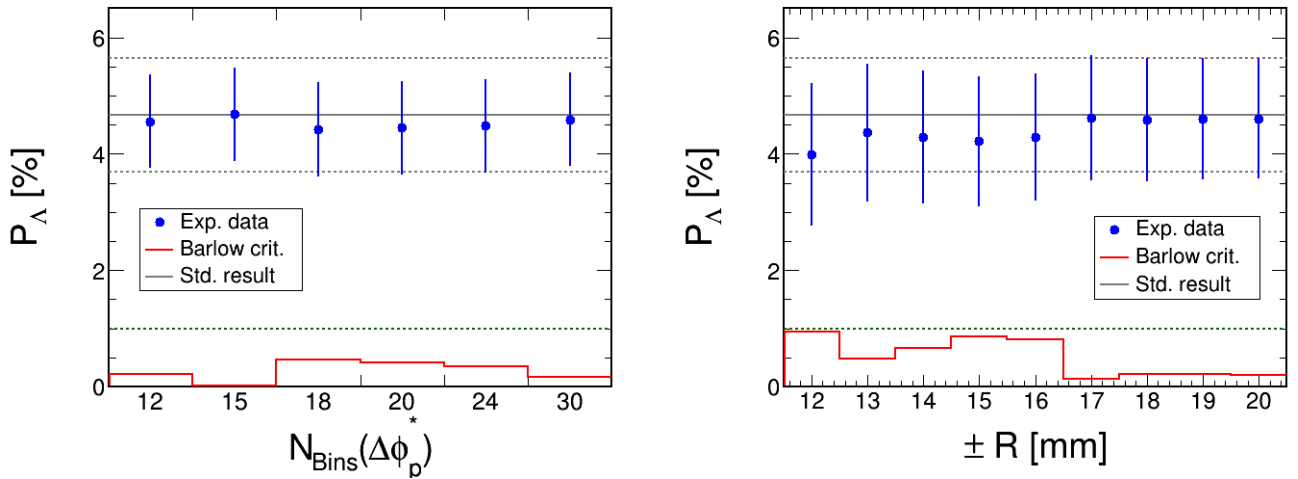 6
4
2
0
P_Λ [%]
Exp. data
Barlow crit.
Std. result
12 15 18 20 24 30
N_Bins(Δϕ*_p)
6
4
2
0
P_Λ [%]
Exp. data
Barlow crit.
Std. result
12 13 14 15 16 17 18 19 20
± R [mm]